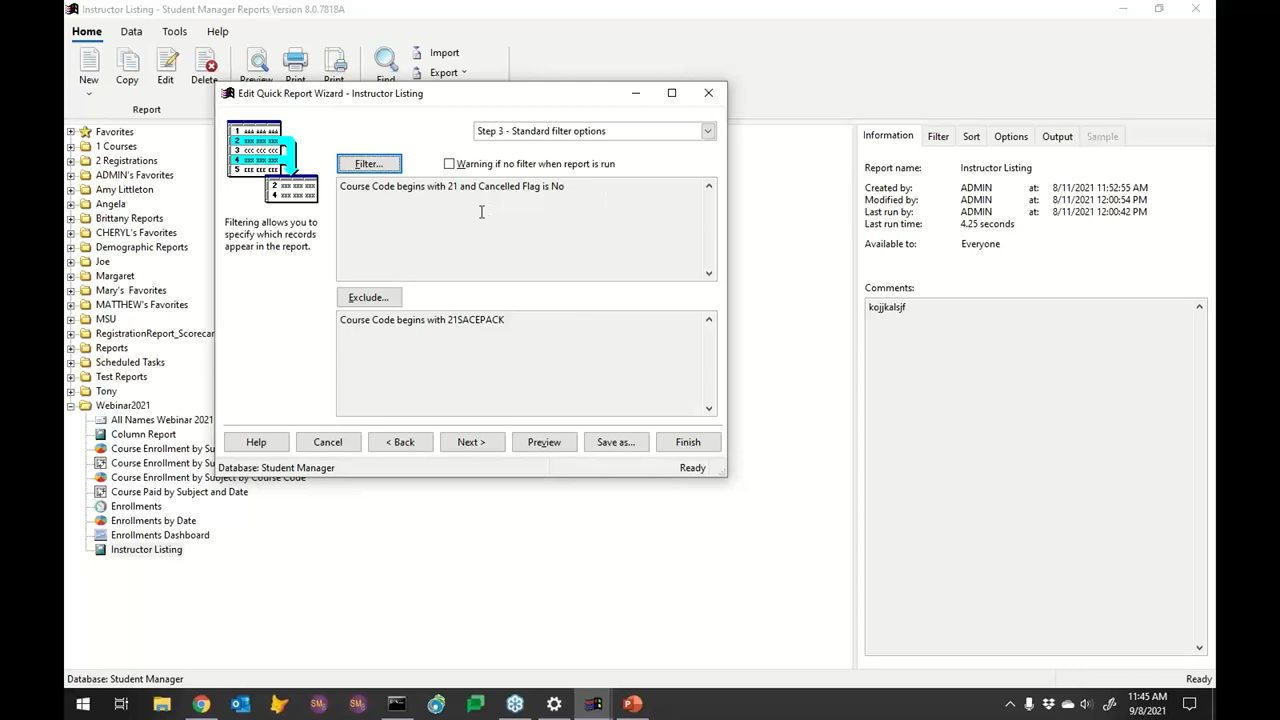 Instructor Listing - Student Manager Reports Version 8.0.7818A
Home Data Tools Help
New Copy Edit Delete Preview Print Print Find
Import
Export
Report
Edit Quick Report Wizard - Instructor Listing
Step 3 - Standard filter options
Filter...
Warning if no filter when report is run
Course Code begins with 21 and Cancelled Flag is No
Filtering allows you to
specify which records
appear in the report.
Exclude...
Course Code begins with 21SACEPACK
Help Cancel < Back Next > Preview Save as... Finish
Database: Student Manager Ready
Favorites
1 Courses
2 Registrations
ADMIN's Favorites
Amy Littleton
Angela
Brittany Reports
CHERYL's Favorites
Demographic Reports
Joe
Margaret
Mary's Favorites
MATTHEW's Favorites
MSU
RegistrationReport_Scorecar
Reports
Scheduled Tasks
Test Reports
Tony
Webinar2021
All Names Webinar 2021
Column Report
Course Enrollment by Su
Course Enrollment by Su
Course Enrollment by Subject by Course Code
Course Paid by Subject and Date
Enrollments
Enrollments by Date
Enrollments Dashboard
Instructor Listing
Information Filter Sort Options Output Sample
Report name: Instructor Listing
Created by: ADMIN at: 8/11/2021 11:52:55 AM
Modified by: ADMIN at: 8/11/2021 12:00:54 PM
Last run by: ADMIN at: 8/11/2021 12:00:42 PM
Last run time: 4.25 seconds
Available to: Everyone
Comments:
kojjkalsjf
Database: Student Manager Ready
11:45 AM
9/8/2021